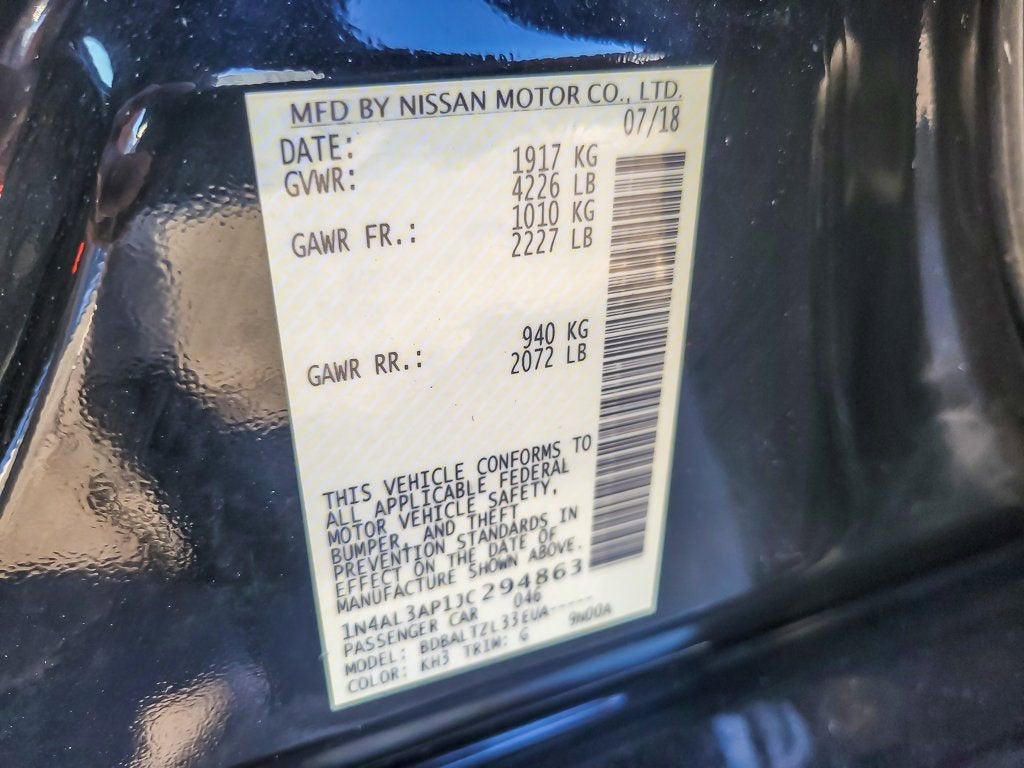 MFD BY NISSAN MOTOR CO., LTD.
DATE: 07/18
GVWR: 1917 KG
4226 LB
GAWR FR.: 1010 KG
2227 LB
GAWR RR.: 940 KG
2072 LB
THIS VEHICLE CONFORMS TO
ALL APPLICABLE FEDERAL
MOTOR VEHICLE SAFETY,
BUMPER, AND THEFT
PREVENTION STANDARDS IN
EFFECT ON THE DATE OF
MANUFACTURE SHOWN ABOVE.
1N4AL3AP1JC294863
PASSENGER CAR 046
MODEL: BDBALTZL33EUA-----
COLOR: KH3 TRIM: G 9N00A